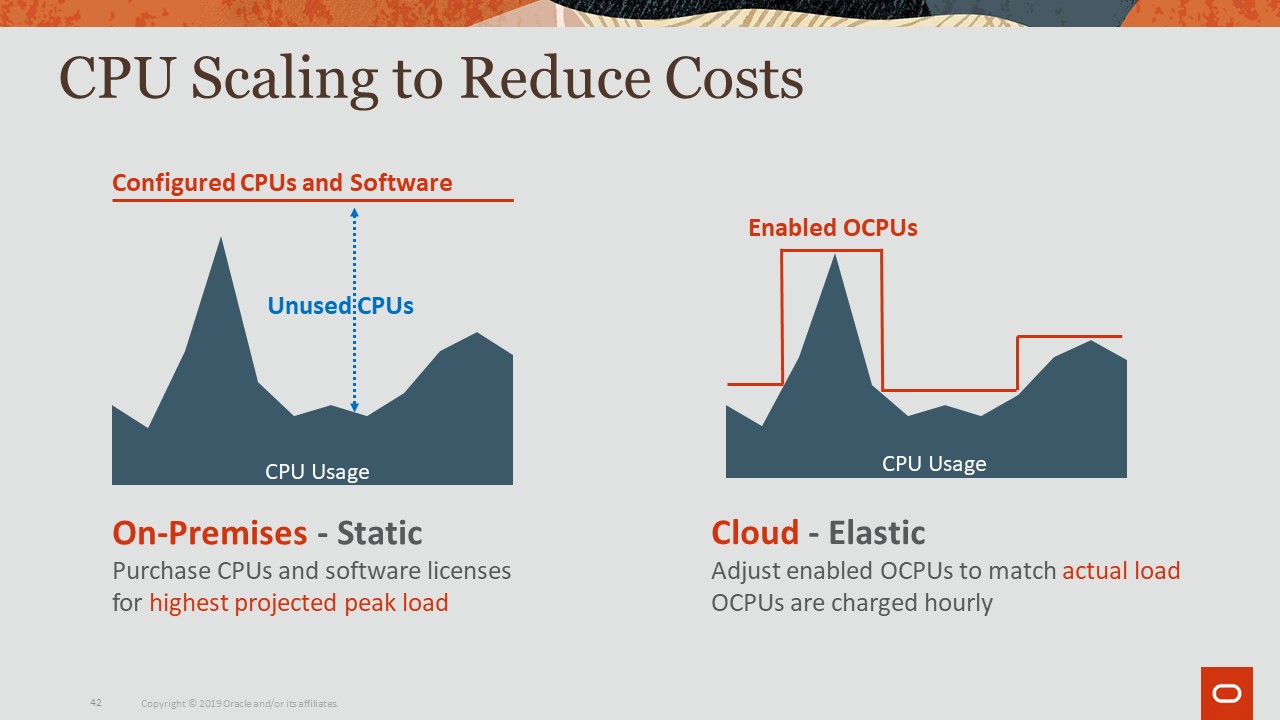 CPU Scaling to Reduce Costs
Configured CPUs and Software
Unused CPUs
CPU Usage
On-Premises - Static
Purchase CPUs and software licenses
for highest projected peak load
Enabled OCPUs
CPU Usage
Cloud - Elastic
Adjust enabled OCPUs to match actual load
OCPUs are charged hourly
42
Copyright © 2019 Oracle and/or its affiliates.